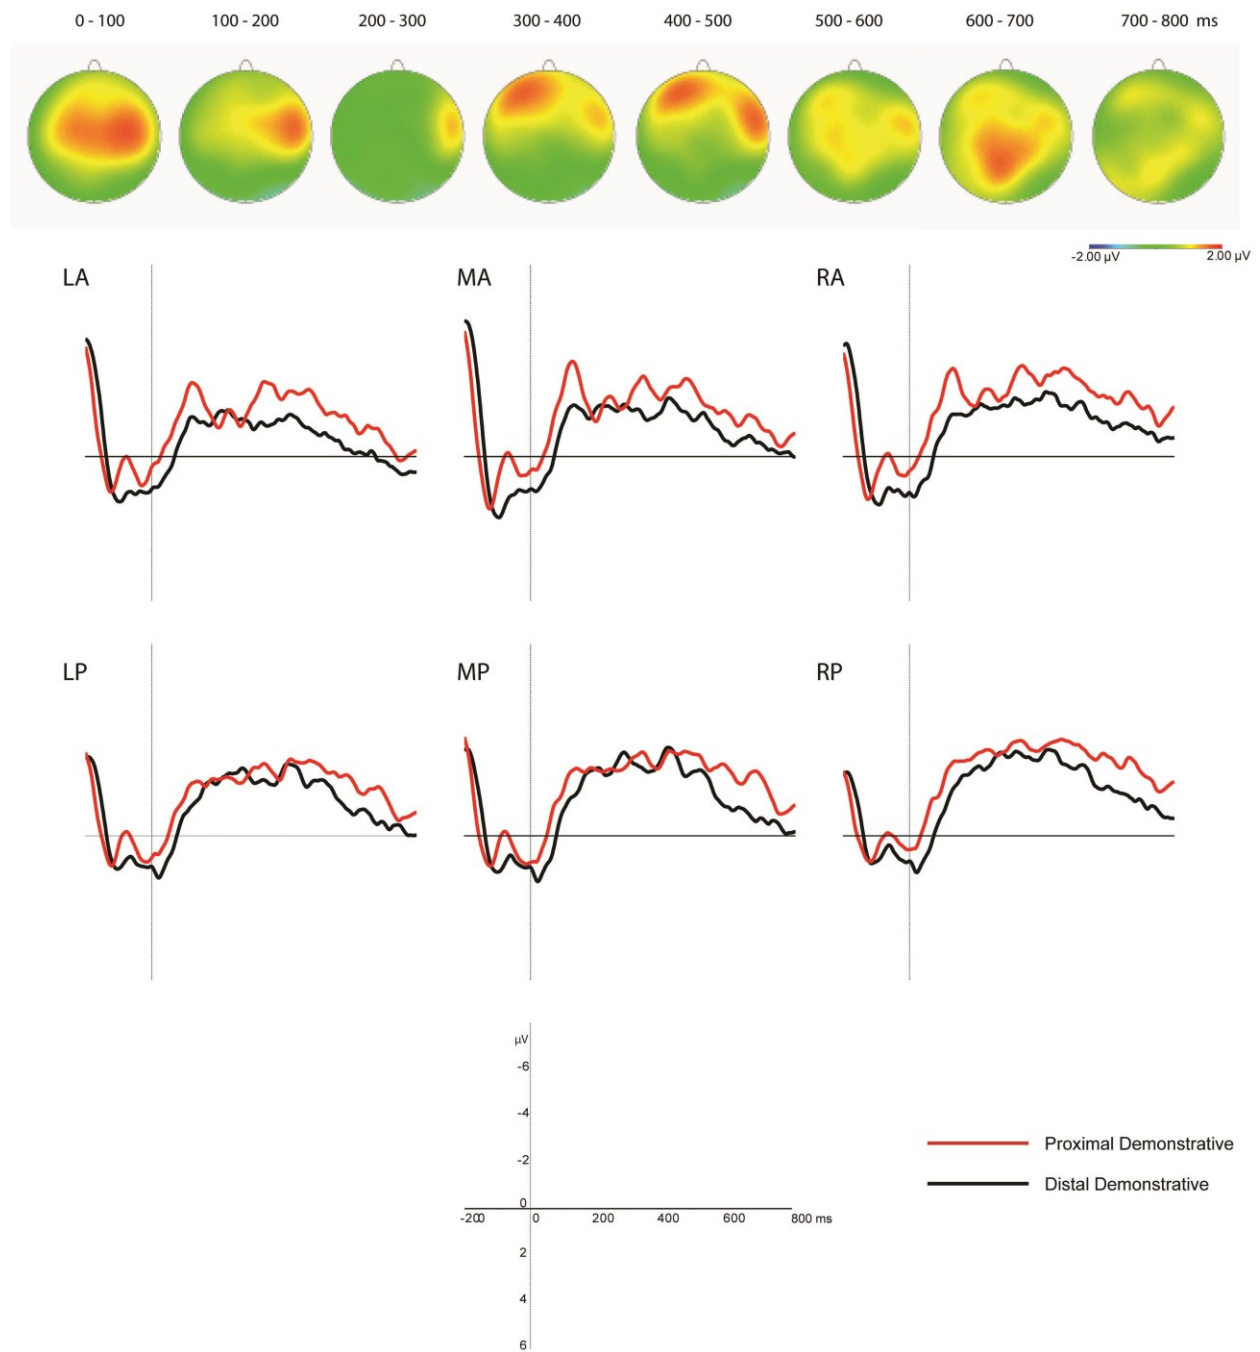 0 - 100 100 - 200 200 - 300 300 - 400 400 - 500 500 - 600 600 - 700 700 - 800 ms
-2.00 µV 2.00 µV
LA MA RA
LP MP RP
µV
-6
-4
-2
0
-200 0 200 400 600 800 ms
2
4
6
Proximal Demonstrative
Distal Demonstrative